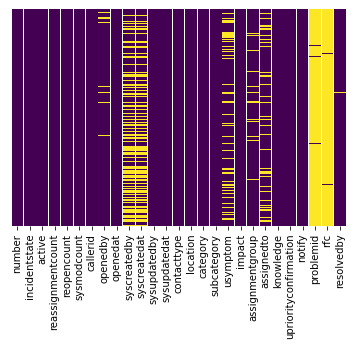 number
incidentstate
active
reassignmentcount
reopencount
sysmodcount
callerid
openedby
openedat
syscreatedby
syscreatedat
sysupdatedby
sysupdatedat
contacttype
location
category
subcategory
usymptom
impact
assignmentgroup
assignedto
knowledge
upriorityconfirmation
notify
problemid
rfc
resolvedby